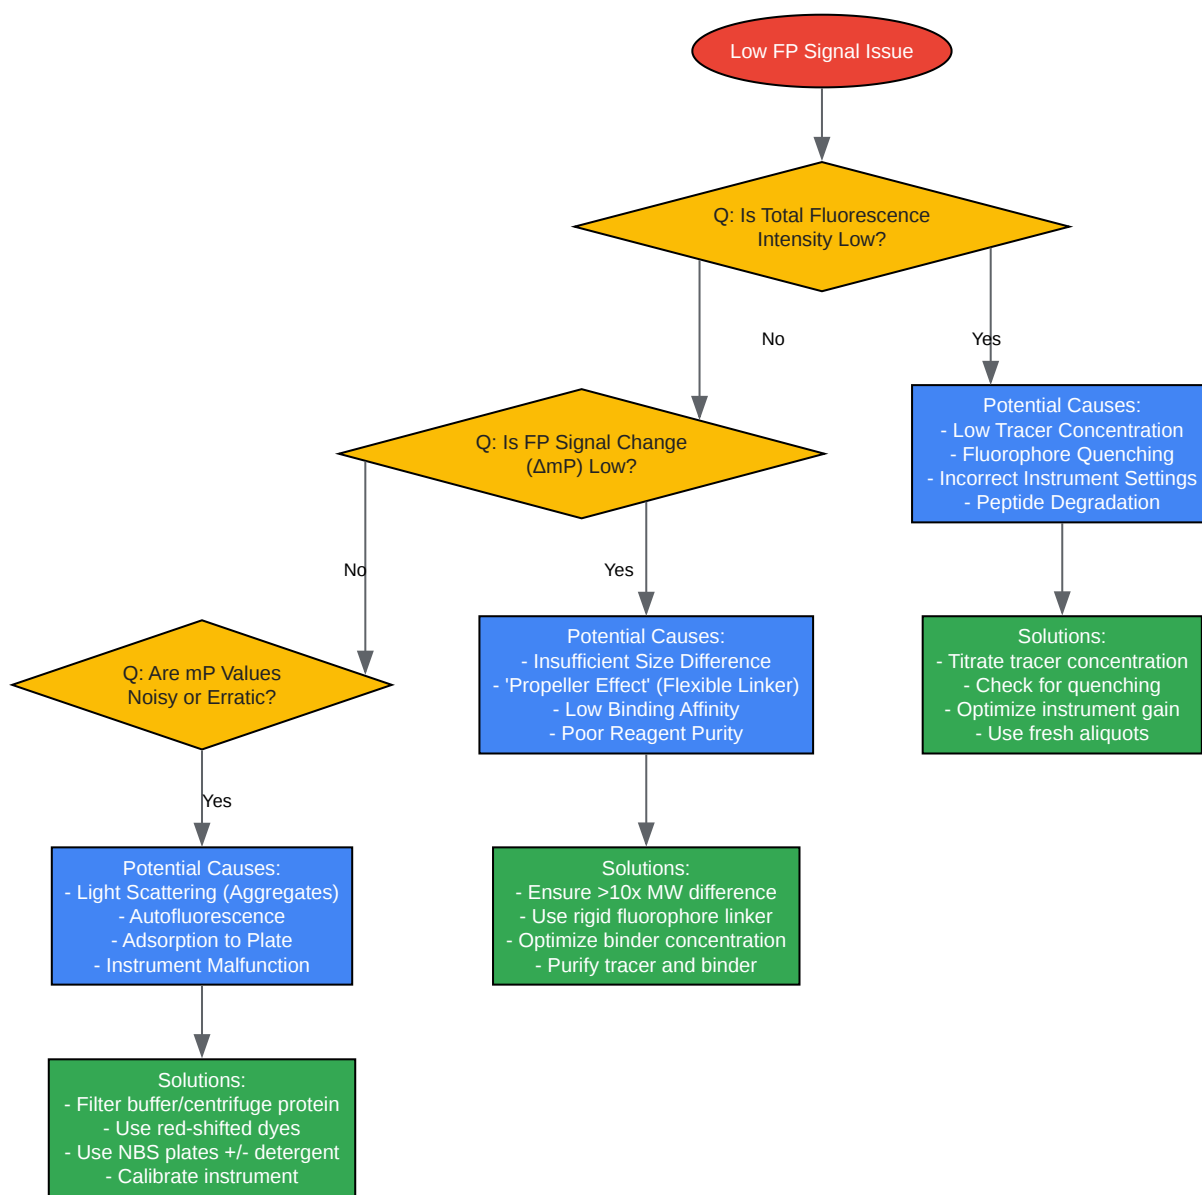 Low FP Signal Issue
Q: Is Total Fluorescence
Intensity Low?
No
Yes
Q: Is FP Signal Change
(ΔmP) Low?
Potential Causes:
- Low Tracer Concentration
- Fluorophore Quenching
- Incorrect Instrument Settings
- Peptide Degradation
No
Yes
Q: Are mP Values
Noisy or Erratic?
Potential Causes:
- Insufficient Size Difference
- 'Propeller Effect' (Flexible Linker)
- Low Binding Affinity
- Poor Reagent Purity
Solutions:
- Titrate tracer concentration
- Check for quenching
- Optimize instrument gain
- Use fresh aliquots
Yes
Potential Causes:
- Light Scattering (Aggregates)
- Autofluorescence
- Adsorption to Plate
- Instrument Malfunction
Solutions:
- Ensure >10x MW difference
- Use rigid fluorophore linker
- Optimize binder concentration
- Purify tracer and binder
Solutions:
- Filter buffer/centrifuge protein
- Use red-shifted dyes
- Use NBS plates +/- detergent
- Calibrate instrument